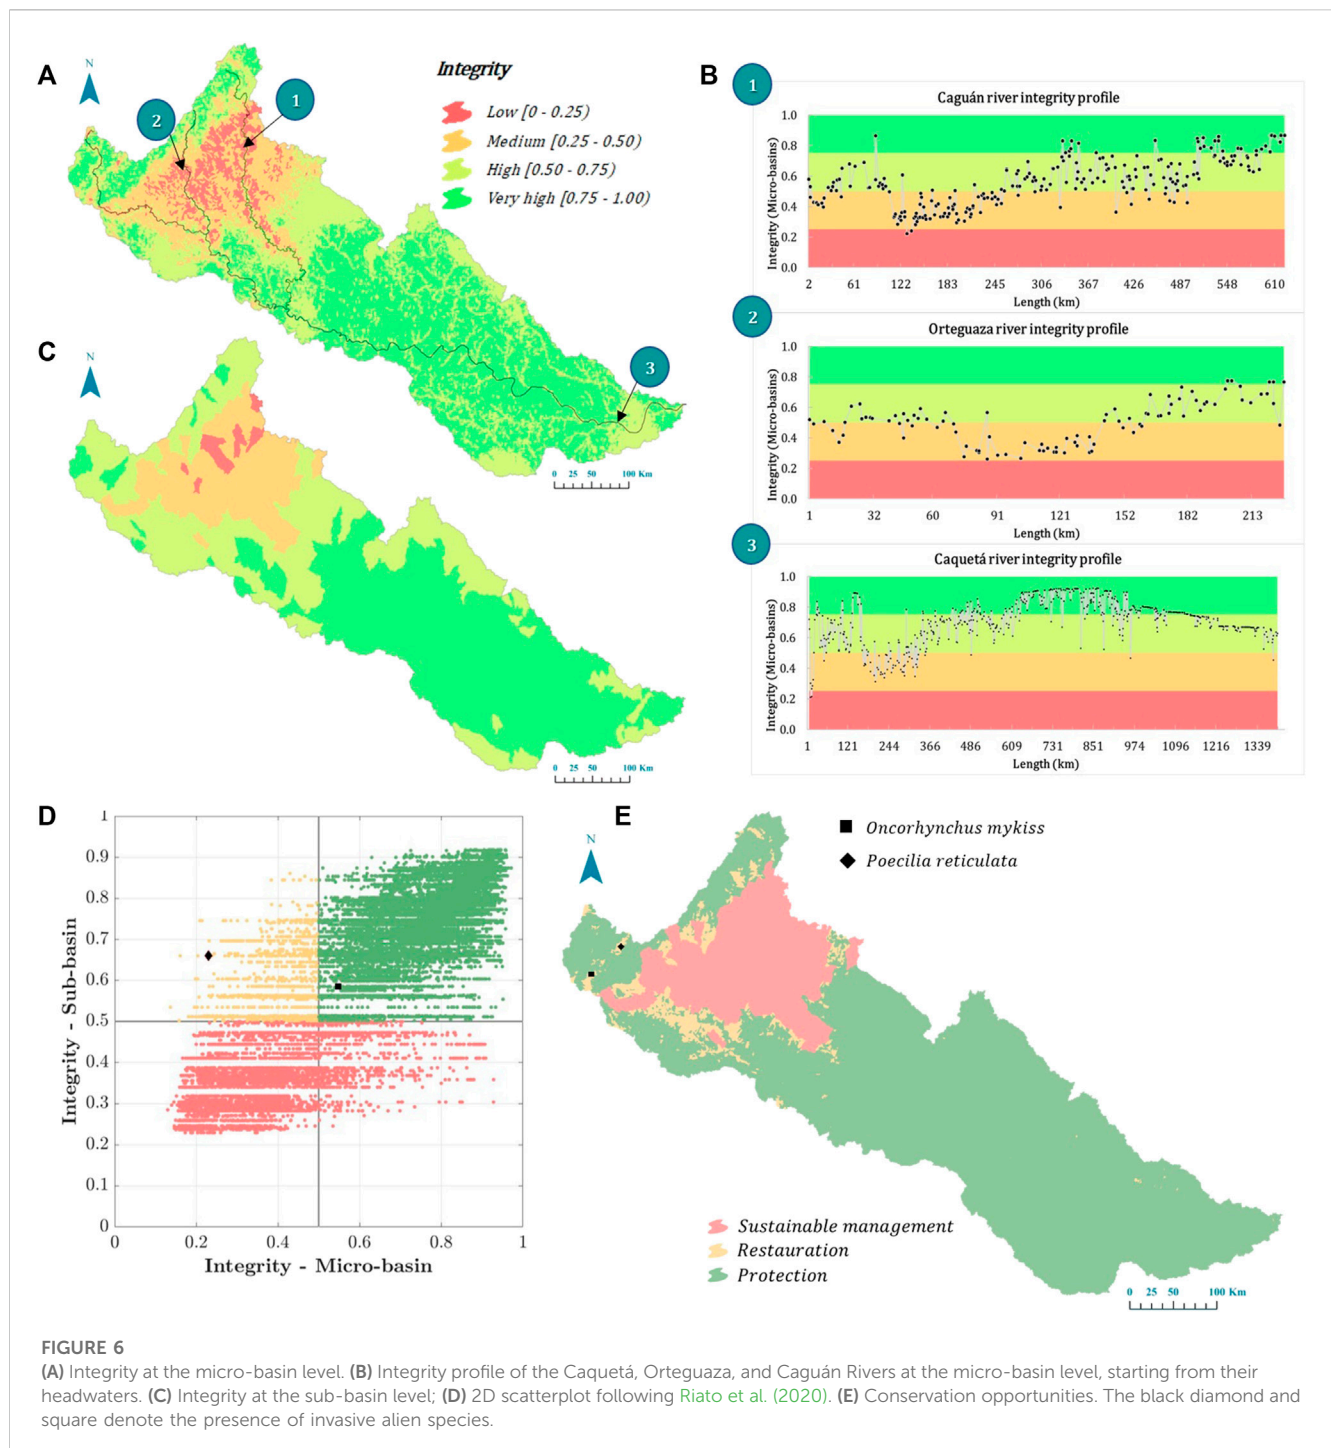 A
N
1
2
3
Integrity
Low [0 - 0.25)
Medium [0.25 - 0.50)
High [0.50 - 0.75)
Very high [0.75 - 1.00)
0 25 50 100 Km
B
1
Caguán river integrity profile
Integrity (Micro-basins)
1.0
0.8
0.6
0.4
0.2
0.0
2 61 122 183 245 306 367 426 487 548 610
Length (km)
2
Orteguaza river integrity profile
Integrity (Micro-basins)
1.0
0.8
0.6
0.4
0.2
0.0
1 32 60 91 121 152 182 213
Length (km)
3
Caquetá river integrity profile
Integrity (Micro-basins)
1.0
0.8
0.6
0.4
0.2
0.0
1 121 244 366 486 609 731 851 974 1096 1216 1339
Length (km)
C
N
0 25 50 100 Km
D
Integrity - Sub-basin
1
0.9
0.8
0.7
0.6
0.5
0.4
0.3
0.2
0.1
0
0 0.2 0.4 0.6 0.8 1
Integrity - Micro-basin
E
N
Oncorhynchus mykiss
Poecilia reticulata
Sustainable management
Restauration
Protection
0 25 50 100 Km
FIGURE 6
(A) Integrity at the micro-basin level. (B) Integrity profile of the Caquetá, Orteguaza, and Caguán Rivers at the micro-basin level, starting from their
headwaters. (C) Integrity at the sub-basin level; (D) 2D scatterplot following Riato et al. (2020). (E) Conservation opportunities. The black diamond and
square denote the presence of invasive alien species.